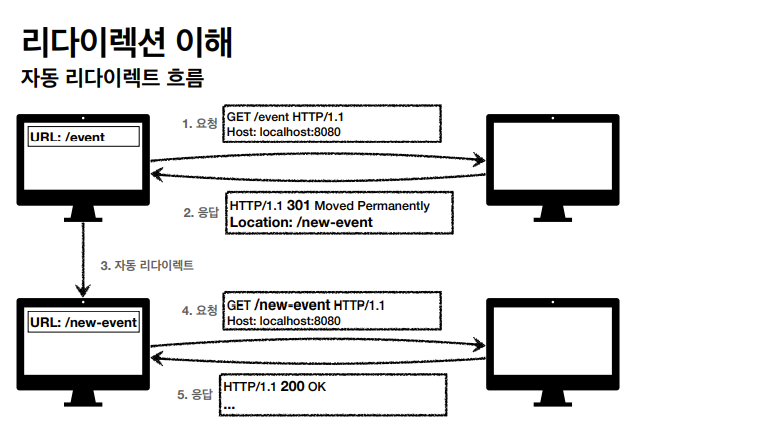 리다이렉션 이해
자동 리다이렉트 흐름
URL: /event
1. 요청
GET /event HTTP/1.1
Host: localhost:8080
2. 응답
HTTP/1.1 301 Moved Permanently
Location: /new-event
3. 자동 리다이렉트
URL: /new-event
4. 요청
GET /new-event HTTP/1.1
Host: localhost:8080
5. 응답
HTTP/1.1 200 OK
...